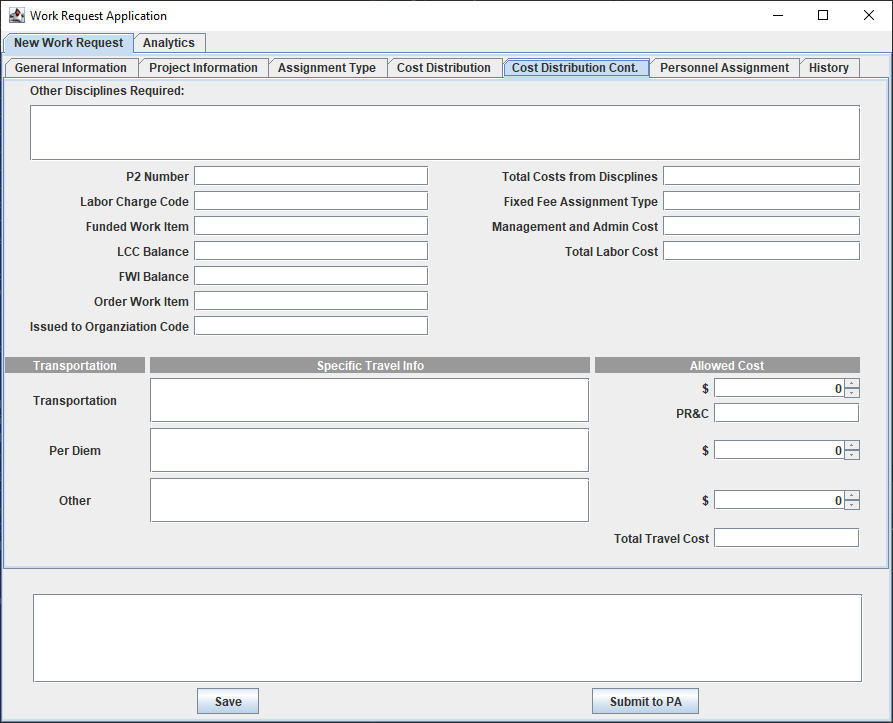 Work Request Application
New Work Request Analytics
General Information Project Information Assignment Type Cost Distribution Cost Distribution Cont. Personnel Assignment History
Other Disciplines Required:
P2 Number Total Costs from Discplines
Labor Charge Code Fixed Fee Assignment Type
Funded Work Item Management and Admin Cost
LCC Balance Total Labor Cost
FWI Balance
Order Work Item
Issued to Organziation Code
Transportation Specific Travel Info Allowed Cost
Transportation $ 0
PR&C
Per Diem $ 0
Other $ 0
Total Travel Cost
Save Submit to PA